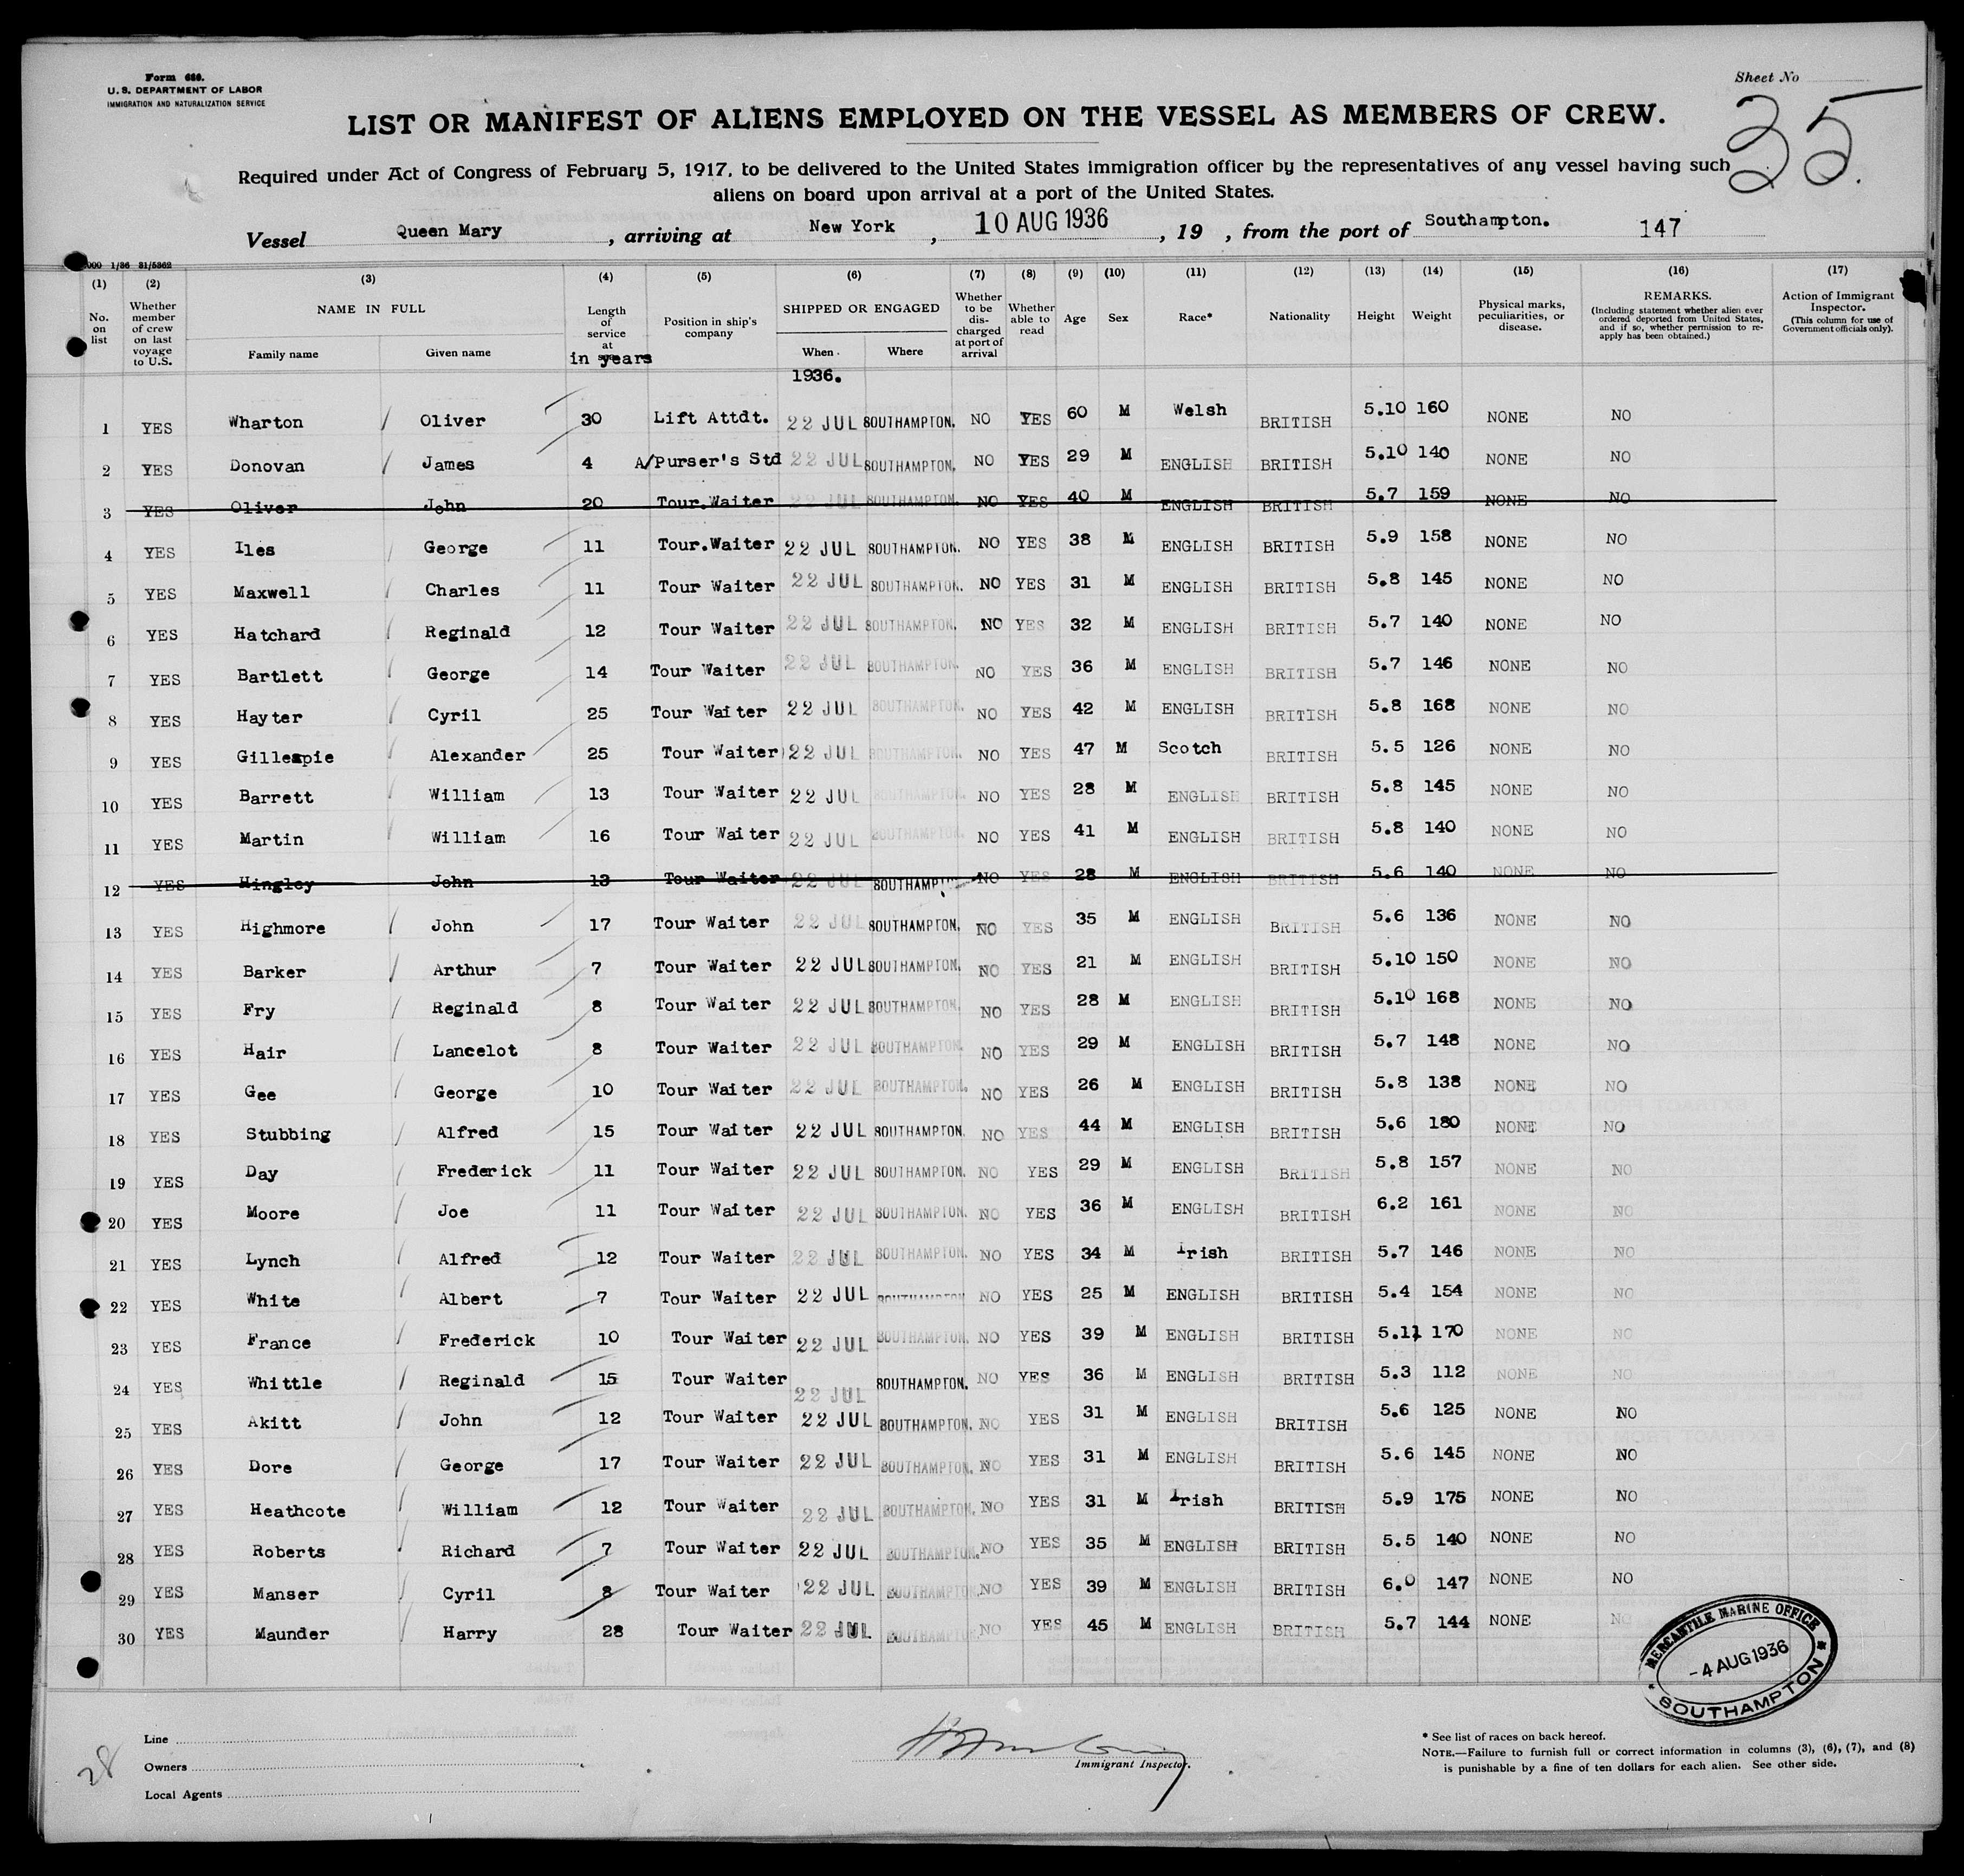 Form 680.
U. S. DEPARTMENT OF LABOR
IMMIGRATION AND NATURALIZATION SERVICE
Sheet No
35
LIST OR MANIFEST OF ALIENS EMPLOYED ON THE VESSEL AS MEMBERS OF CREW.
Required under Act of Congress of February 5, 1917, to be delivered to the United States immigration officer by the representatives of any vessel having such
aliens on board upon arrival at a port of the United States.
Vessel Queen Mary, arriving at New York, 10 AUG 1936, 19 , from the port of Southampton. 147
000 1/36 31/5362
(1) (2) (3) (4) (5) (6) (7) (8) (9) (10) (11) (12) (13) (14) (15) (16) (17)
No. on list
Whether member of crew on last voyage to U.S.
NAME IN FULL
Family name
Given name
Length of service at
in years
Position in ship's company
SHIPPED OR ENGAGED
When
Where
1936.
Whether to be discharged at port of arrival
Whether able to read
Age
Sex
Race*
Nationality
Height
Weight
Physical marks, peculiarities, or disease.
REMARKS.
(Including statement whether alien ever ordered deported from United States, and if so, whether permission to reapply has been obtained.)
Action of Immigrant Inspector.
(This column for use of Government officials only).
1 YES Wharton Oliver 30 Lift Attdt. 22 JUL SOUTHAMPTON. NO YES 60 M Welsh BRITISH 5.10 160 NONE NO
2 YES Donovan James 4 A/Purser's Std 22 JUL SOUTHAMPTON. NO YES 29 M ENGLISH BRITISH 5.10 140 NONE NO
3 YES Oliver John 20 Tour.Waiter 22 JUL SOUTHAMPTON. NO YES 40 M ENGLISH BRITISH 5.7 159 NONE NO
4 YES Iles George 11 Tour.Waiter 22 JUL SOUTHAMPTON. NO YES 38 M ENGLISH BRITISH 5.9 158 NONE NO
5 YES Maxwell Charles 11 Tour Waiter 22 JUL SOUTHAMPTON. NO YES 31 M ENGLISH BRITISH 5.8 145 NONE NO
6 YES Hatchard Reginald 12 Tour Waiter 22 JUL SOUTHAMPTON. NO YES 32 M ENGLISH BRITISH 5.7 140 NONE NO
7 YES Bartlett George 14 Tour Waiter 22 JUL SOUTHAMPTON. NO YES 36 M ENGLISH BRITISH 5.7 146 NONE NO
8 YES Hayter Cyril 25 Tour Waiter 22 JUL SOUTHAMPTON. NO YES 42 M ENGLISH BRITISH 5.8 168 NONE NO
9 YES Gillespie Alexander 25 Tour Waiter 22 JUL SOUTHAMPTON. NO YES 47 M Scotch BRITISH 5.5 126 NONE NO
10 YES Barrett William 13 Tour Waiter 22 JUL SOUTHAMPTON. NO YES 28 M ENGLISH BRITISH 5.8 145 NONE NO
11 YES Martin William 16 Tour Waiter 22 JUL SOUTHAMPTON. NO YES 41 M ENGLISH BRITISH 5.8 140 NONE NO
12 YES Hingley John 13 Tour Waiter 22 JUL SOUTHAMPTON NO YES 28 M ENGLISH BRITISH 5.6 140 NONE NO
13 YES Highmore John 17 Tour Waiter 22 JUL SOUTHAMPTON. NO YES 35 M ENGLISH BRITISH 5.6 136 NONE NO
14 YES Barker Arthur 7 Tour Waiter 22 JUL SOUTHAMPTON. NO YES 21 M ENGLISH BRITISH 5.10 150 NONE NO
15 YES Fry Reginald 8 Tour Waiter 22 JUL SOUTHAMPTON. NO YES 28 M ENGLISH BRITISH 5.10 168 NONE NO
16 YES Hair Lancelot 8 Tour Waiter 22 JUL SOUTHAMPTON. NO YES 29 M ENGLISH BRITISH 5.7 148 NONE NO
17 YES Gee George 10 Tour Waiter 22 JUL SOUTHAMPTON. NO YES 26 M ENGLISH BRITISH 5.8 138 NONE NO
18 YES Stubbing Alfred 15 Tour Waiter 22 JUL SOUTHAMPTON. NO YES 44 M ENGLISH BRITISH 5.6 180 NONE NO
19 YES Day Frederick 11 Tour Waiter 22 JUL SOUTHAMPTON. NO YES 29 M ENGLISH BRITISH 5.8 157 NONE NO
20 YES Moore Joe 11 Tour Waiter 22 JUL SOUTHAMPTON. NO YES 36 M ENGLISH BRITISH 6.2 161 NONE NO
21 YES Lynch Alfred 12 Tour Waiter 22 JUL SOUTHAMPTON. NO YES 34 M Irish BRITISH 5.7 146 NONE NO
22 YES White Albert 7 Tour Waiter 22 JUL SOUTHAMPTON NO YES 25 M ENGLISH BRITISH 5.4 154 NONE NO
23 YES France Frederick 10 Tour Waiter 22 JUL SOUTHAMPTON. NO YES 39 M ENGLISH BRITISH 5.11 170 NONE NO
24 YES Whittle Reginald 15 Tour Waiter 22 JUL SOUTHAMPTON. NO YES 36 M ENGLISH BRITISH 5.3 112 NONE NO
25 YES Akitt John 12 Tour Waiter 22 JUL SOUTHAMPTON. NO YES 31 M ENGLISH BRITISH 5.6 125 NONE NO
26 YES Dore George 17 Tour Waiter 22 JUL SOUTHAMPTON. NO YES 31 M ENGLISH BRITISH 5.6 145 NONE NO
27 YES Heathcote William 12 Tour Waiter 22 JUL SOUTHAMPTON. NO YES 31 M Irish BRITISH 5.9 175 NONE NO
28 YES Roberts Richard 7 Tour Waiter 22 JUL SOUTHAMPTON. NO YES 35 M ENGLISH BRITISH 5.5 140 NONE NO
29 YES Manser Cyril 8 Tour Waiter 22 JUL SOUTHAMPTON. NO YES 39 M ENGLISH BRITISH 6.0 147 NONE NO
30 YES Maunder Harry 28 Tour Waiter 22 JUL SOUTHAMPTON. NO YES 45 M ENGLISH BRITISH 5.7 144 NONE NO
MERCANTILE MARINE OFFICE
- 4 AUG 1936
SOUTHAMPTON
28
Line
Owners
Local Agents
Immigrant Inspector.
* See list of races on back hereof.
NOTE.—Failure to furnish full or correct information in columns (3), (6), (7), and (8)
is punishable by a fine of ten dollars for each alien. See other side.